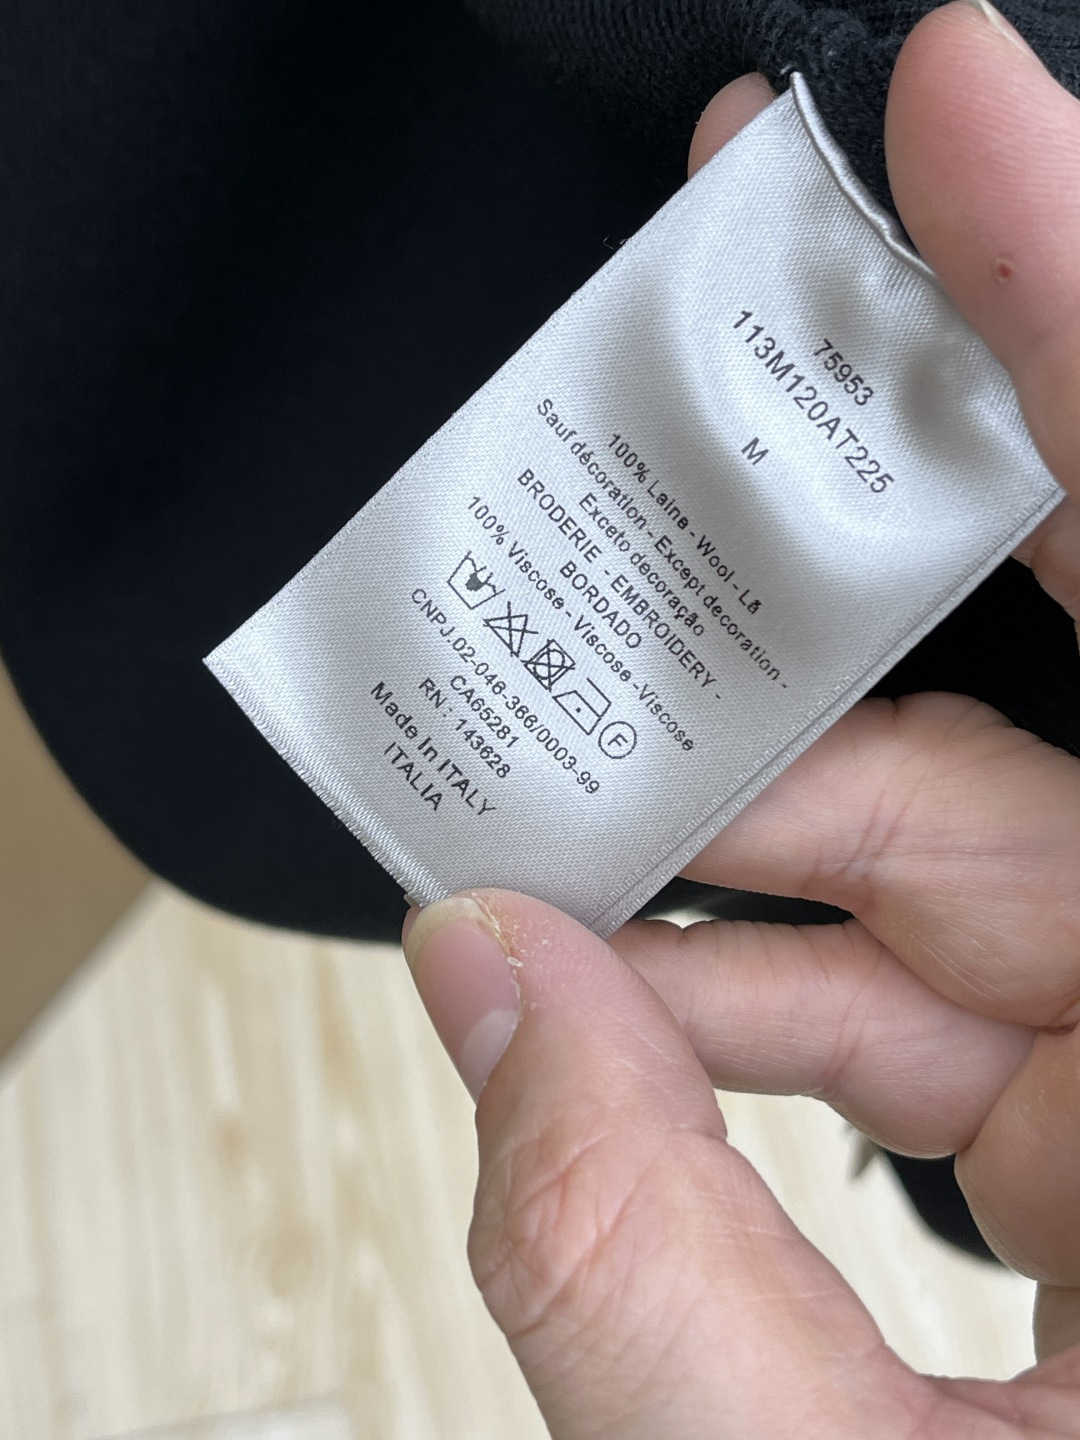 75953
113M120AT225
M
100% Laine - Wool - Lã
Sauf décoration - Except decoration -
Exceto decoração
BRODERIE - EMBROIDERY -
BORDADO
100% Viscose - Viscose -Viscose
F
CNPJ.02-046-366/0003-99
CA65281
RN : 143628
Made In ITALY
ITALIA